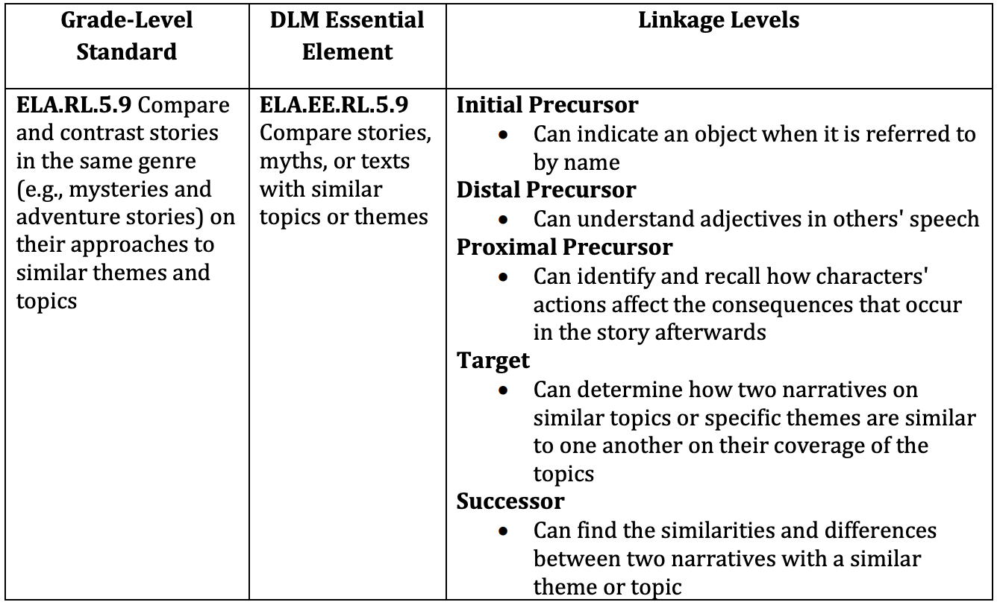 Grade-Level
Standard
DLM Essential
Element
Linkage Levels
ELA.RL.5.9 Compare
and contrast stories
in the same genre
(e.g., mysteries and
adventure stories) on
their approaches to
similar themes and
topics
ELA.EE.RL.5.9
Compare stories,
myths, or texts
with similar
topics or themes
Initial Precursor
• Can indicate an object when it is referred to
by name
Distal Precursor
• Can understand adjectives in others' speech
Proximal Precursor
• Can identify and recall how characters'
actions affect the consequences that occur
in the story afterwards
Target
• Can determine how two narratives on
similar topics or specific themes are similar
to one another on their coverage of the
topics
Successor
• Can find the similarities and differences
between two narratives with a similar
theme or topic